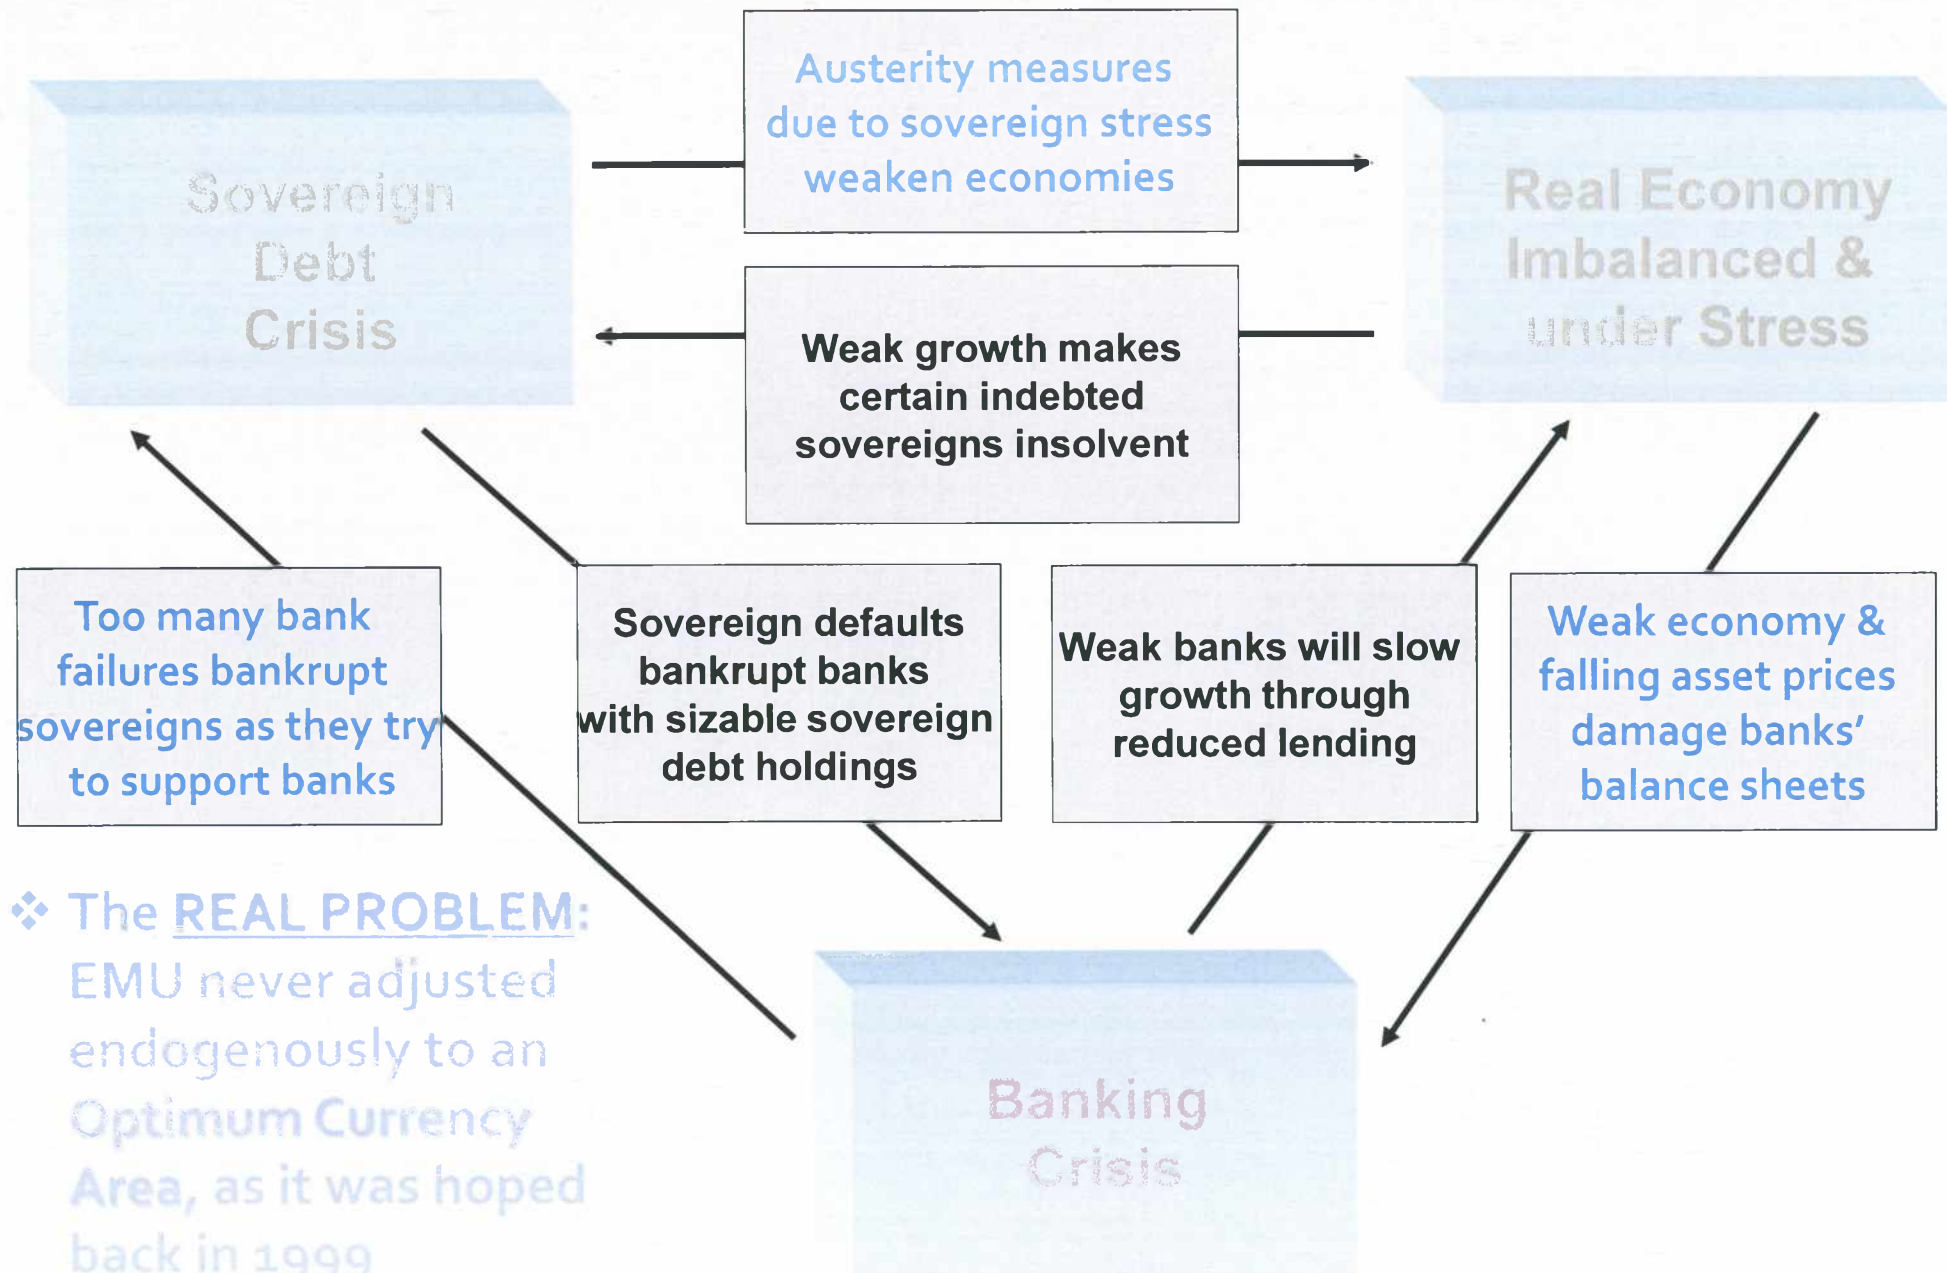 Austerity measures
due to sovereign stress
weaken economies
Sovereign
Debt
Crisis
Real Economy
Imbalanced &
under Stress
Weak growth makes
certain indebted
sovereigns insolvent
Too many bank
failures bankrupt
sovereigns as they try
to support banks
Sovereign defaults
bankrupt banks
with sizable sovereign
debt holdings
Weak banks will slow
growth through
reduced lending
Weak economy &
falling asset prices
damage banks’
balance sheets
❖ The REAL PROBLEM:
EMU never adjusted
endogenously to an
Optimum Currency
Area, as it was hoped
back in 1999
Banking
Crisis